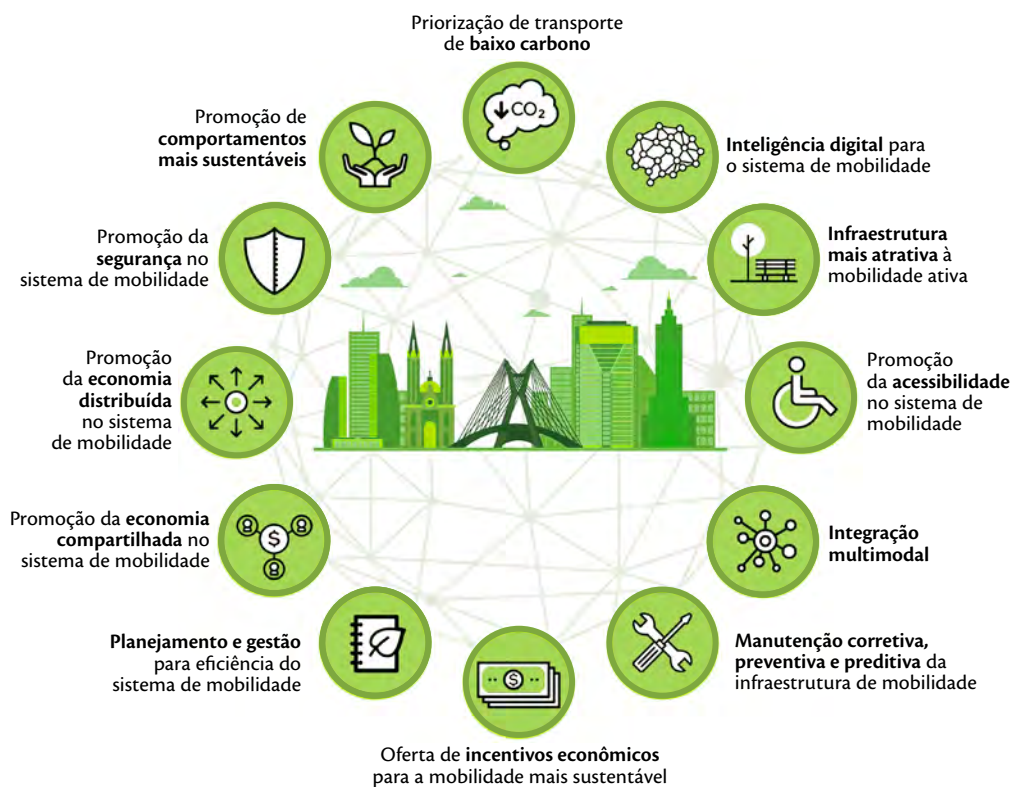 Priorização de transporte
de baixo carbono
CO₂
Inteligência digital para
o sistema de mobilidade
Infraestrutura
mais atrativa à
mobilidade ativa
Promoção
da acessibilidade
no sistema de
mobilidade
Integração
multimodal
Manutenção corretiva,
preventiva e preditiva da
infraestrutura de mobilidade
Oferta de incentivos econômicos
para a mobilidade mais sustentável
$
Planejamento e gestão
para eficiência do
sistema de mobilidade
Promoção da economia
compartilhada no
sistema de mobilidade
$
Promoção
da economia
distribuída
no sistema
de mobilidade
Promoção da
segurança no
sistema de mobilidade
Promoção de
comportamentos
mais sustentáveis